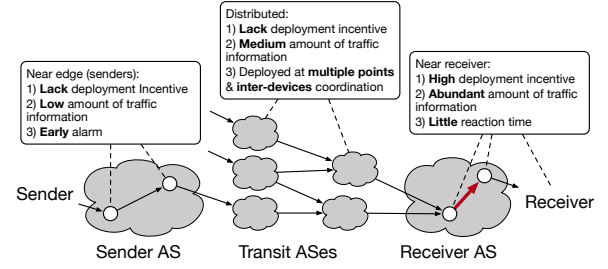 Distributed:
1) Lack deployment incentive
2) Medium amount of traffic
information
3) Deployed at multiple points
& inter-devices coordination
Near edge (senders):
1) Lack deployment Incentive
2) Low amount of traffic
information
3) Early alarm
Near receiver:
1) High deployment incentive
2) Abundant amount of traffic
information
3) Little reaction time
Sender
Receiver
Sender AS
Transit ASes
Receiver AS